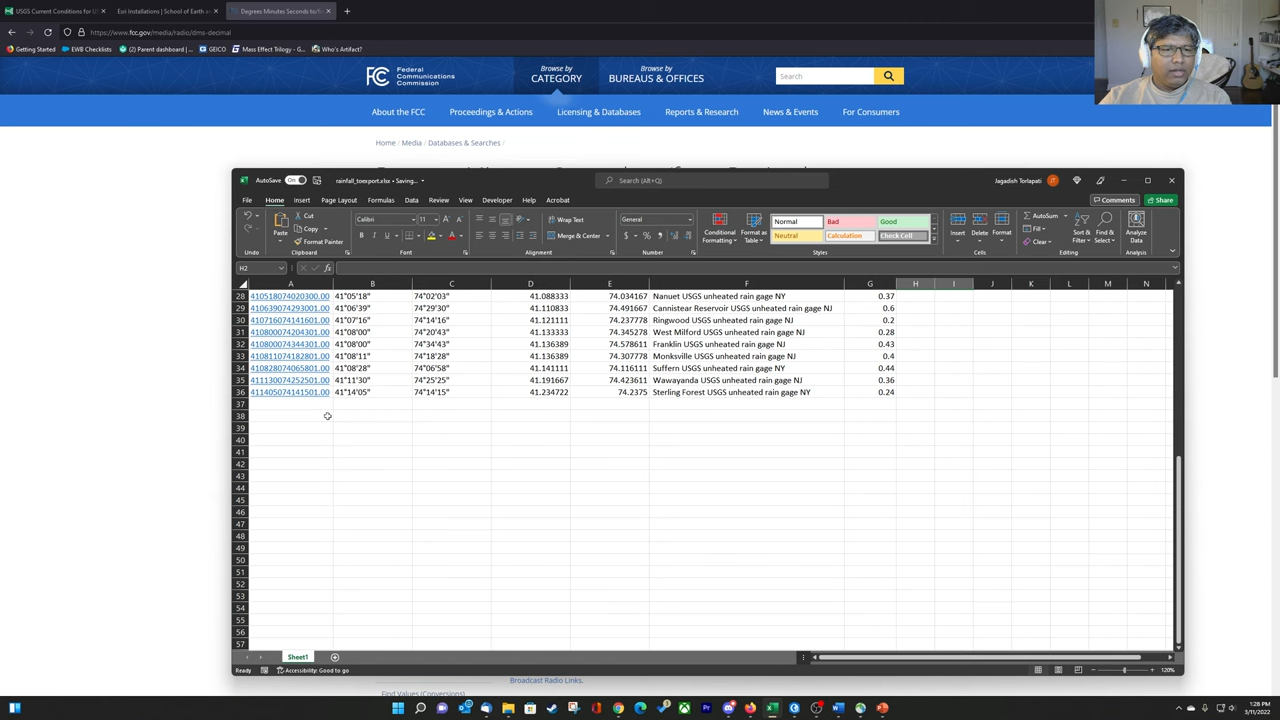 USGS Current Conditions for US
Esri Installations | School of Earth an
Degrees Minutes Seconds to/fro
https://www.fcc.gov/media/radio/dms-decimal
Getting Started
EWB Checklists
(2) Parent dashboard |...
GEICO
Mass Effect Trilogy - G...
Who's Artifact?
Federal
Communications
Commission
Browse by
CATEGORY
Browse by
BUREAUS & OFFICES
Search
About the FCC
Proceedings & Actions
Licensing & Databases
Reports & Research
News & Events
For Consumers
Home / Media / Databases & Searches /
AutoSave On
rainfall_toexport.xlsx • Saving...
Search (Alt+Q)
Jagadish Torlapati JT
File Home Insert Page Layout Formulas Data Review View Developer Help Acrobat
Comments
Share
Paste
Cut
Copy
Format Painter
Calibri 11
Wrap Text
Merge & Center
General
Conditional Formatting
Format as Table
Normal Bad Good
Neutral Calculation Check Cell
Insert Delete Format
AutoSum
Fill
Clear
Sort & Filter
Find & Select
Analyze Data
Undo Clipboard Font Alignment Number Styles Cells Editing Analysis
H2
A B C D E F G H I J K L M N
28 410518074020300.00 41°05'18" 74°02'03" 41.088333 74.034167 Nanuet USGS unheated rain gage NY 0.37
29 410639074293001.00 41°06'39" 74°29'30" 41.110833 74.491667 Cannistear Reservoir USGS unheated rain gage NJ 0.6
30 410716074141601.00 41°07'16" 74°14'16" 41.121111 74.237778 Ringwood USGS unheated rain gage NJ 0.2
31 410800074204301.00 41°08'00" 74°20'43" 41.133333 74.345278 West Milford USGS unheated rain gage NJ 0.28
32 410800074344301.00 41°08'00" 74°34'43" 41.136389 74.578611 Franklin USGS unheated rain gage NJ 0.43
33 410811074182801.00 41°08'11" 74°18'28" 41.136389 74.307778 Monksville USGS unheated rain gage NJ 0.4
34 410828074065801.00 41°08'28" 74°06'58" 41.141111 74.116111 Suffern USGS unheated rain gage NY 0.44
35 411130074252501.00 41°11'30" 74°25'25" 41.191667 74.423611 Wawayanda USGS unheated rain gage NJ 0.36
36 411405074141501.00 41°14'05" 74°14'15" 41.234722 74.2375 Sterling Forest USGS unheated rain gage NY 0.24
37
38
39
40
41
42
43
44
45
46
47
48
49
50
51
52
53
54
55
56
57
Sheet1
Ready
Accessibility: Good to go
120%
Broadcast Radio Links.
Find Values (Conversions)
1:28 PM
3/11/2022